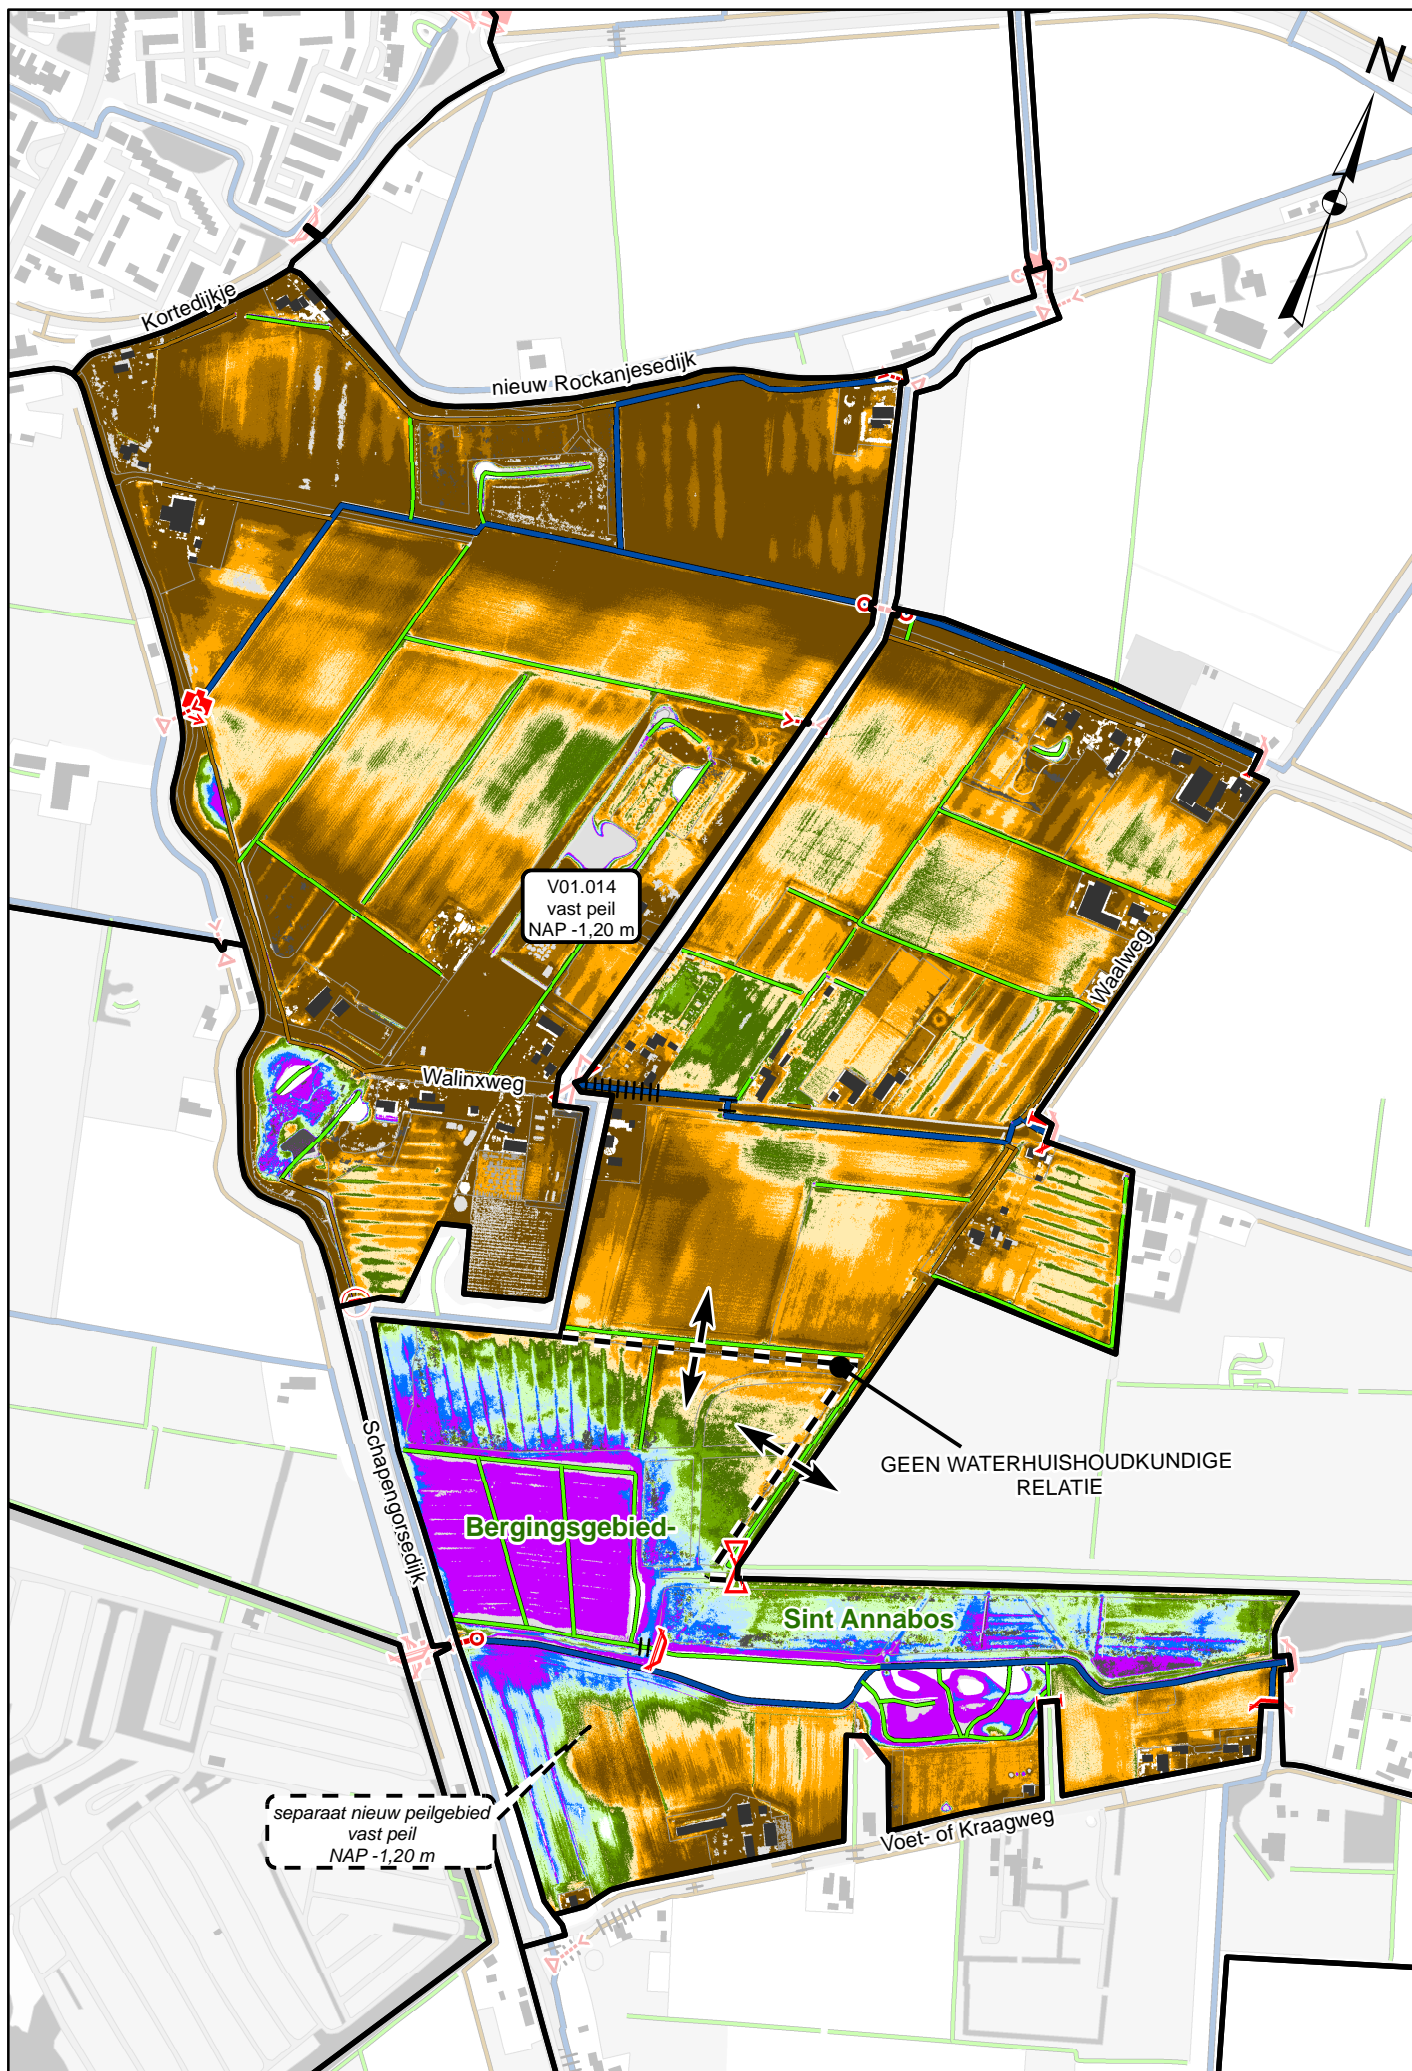 N
Kortedijkje
nieuw Rockanjesedijk
V01.014
vast peil
NAP -1,20 m
Waalweg
Walinxweg
GEEN WATERHUISHOUDKUNDIGE
RELATIE
Schapengorsedijk
Bergingsgebied-
Sint Annabos
separaat nieuw peilgebied
vast peil
NAP -1,20 m
Voet- of Kraagweg